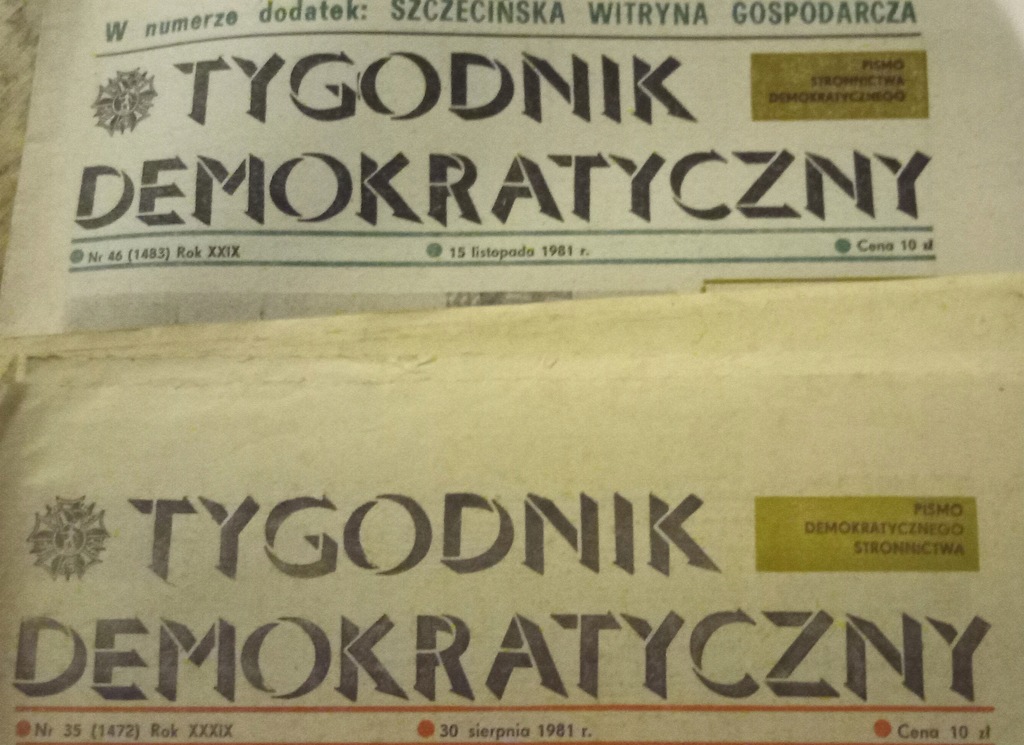 W numerze dodatek: SZCZECIŃSKA WITRYNA GOSPODARCZA
TYGODNIK
PISMO
STRONNICTWA
DEMOKRATYCZNEGO
DEMOKRATYCZNY
Nr 46 (1483) Rok XXIX
15 listopada 1981 r.
Cena 10 zł
TYGODNIK
PISMO
DEMOKRATYCZNEGO
STRONNICTWA
DEMOKRATYCZNY
Nr 35 (1472) Rok XXXIX
30 sierpnia 1981 r.
Cena 10 zł